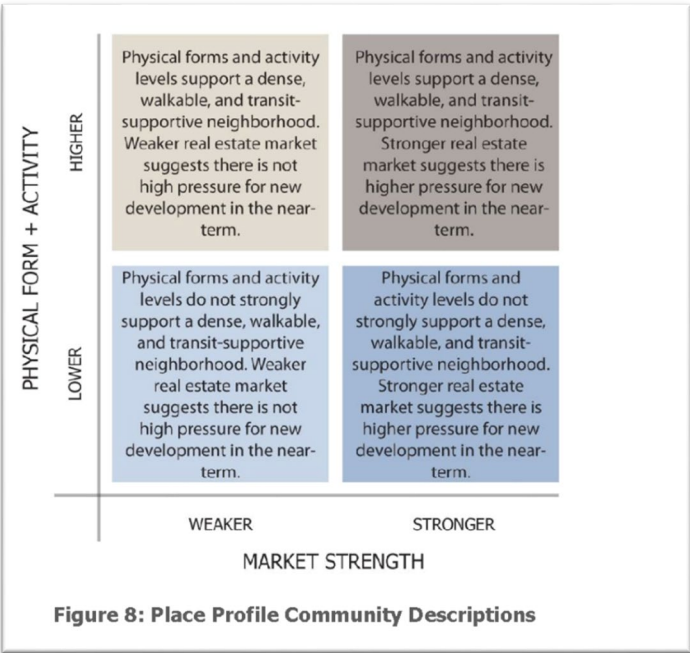 PHYSICAL FORM + ACTIVITY
HIGHER
Physical forms and activity
levels support a dense,
walkable, and transit-
supportive neighborhood.
Weaker real estate market
suggests there is not
high pressure for new
development in the near-
term.
Physical forms and activity
levels support a dense,
walkable, and transit-
supportive neighborhood.
Stronger real estate
market suggests there is
higher pressure for new
development in the near-
term.
LOWER
Physical forms and activity
levels do not strongly
support a dense, walkable,
and transit-supportive
neighborhood. Weaker
real estate market
suggests there is not
high pressure for new
development in the near-
term.
Physical forms and
activity levels do not
strongly support a dense,
walkable, and transit-
supportive neighborhood.
Stronger real estate
market suggests there is
higher pressure for new
development in the near-
term.
WEAKER
STRONGER
MARKET STRENGTH
Figure 8: Place Profile Community Descriptions